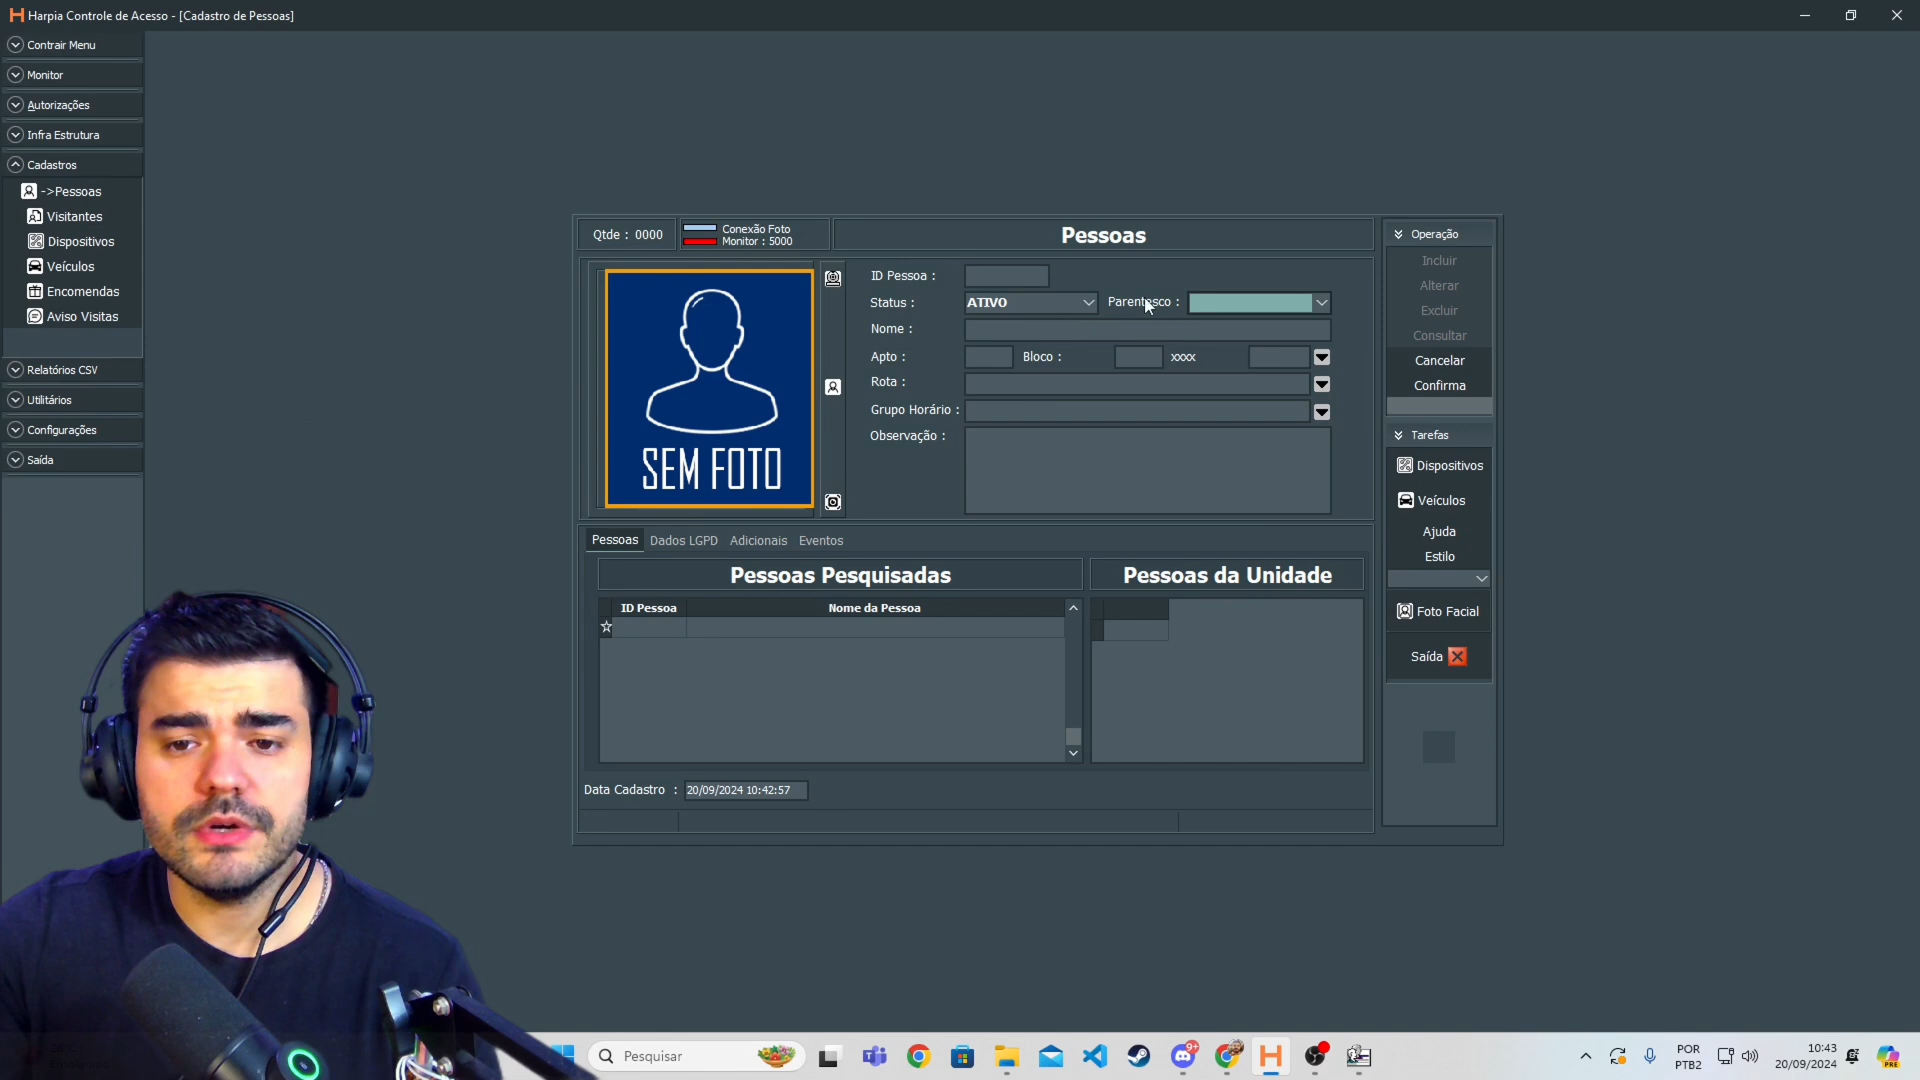 Harpia Controle de Acesso - [Cadastro de Pessoas]
Contrair Menu
Monitor
Autorizações
Infra Estrutura
Cadastros
->Pessoas
Visitantes
Dispositivos
Veículos
Encomendas
Aviso Visitas
Relatórios CSV
Utilitários
Configurações
Saída
Qtde : 0000
Conexão Foto
Monitor : 5000
Pessoas
SEM FOTO
ID Pessoa :
Status : ATIVO Parentesco :
Nome :
Apto : Bloco : xxxx
Rota :
Grupo Horário :
Observação :
Pessoas Dados LGPD Adicionais Eventos
Pessoas Pesquisadas
ID Pessoa Nome da Pessoa
Pessoas da Unidade
Data Cadastro : 20/09/2024 10:42:57
Operação
Incluir
Alterar
Excluir
Consultar
Cancelar
Confirma
Tarefas
Dispositivos
Veículos
Ajuda
Estilo
Foto Facial
Saída
Pesquisar
9+
POR
PTB2
10:43
20/09/2024
PRE